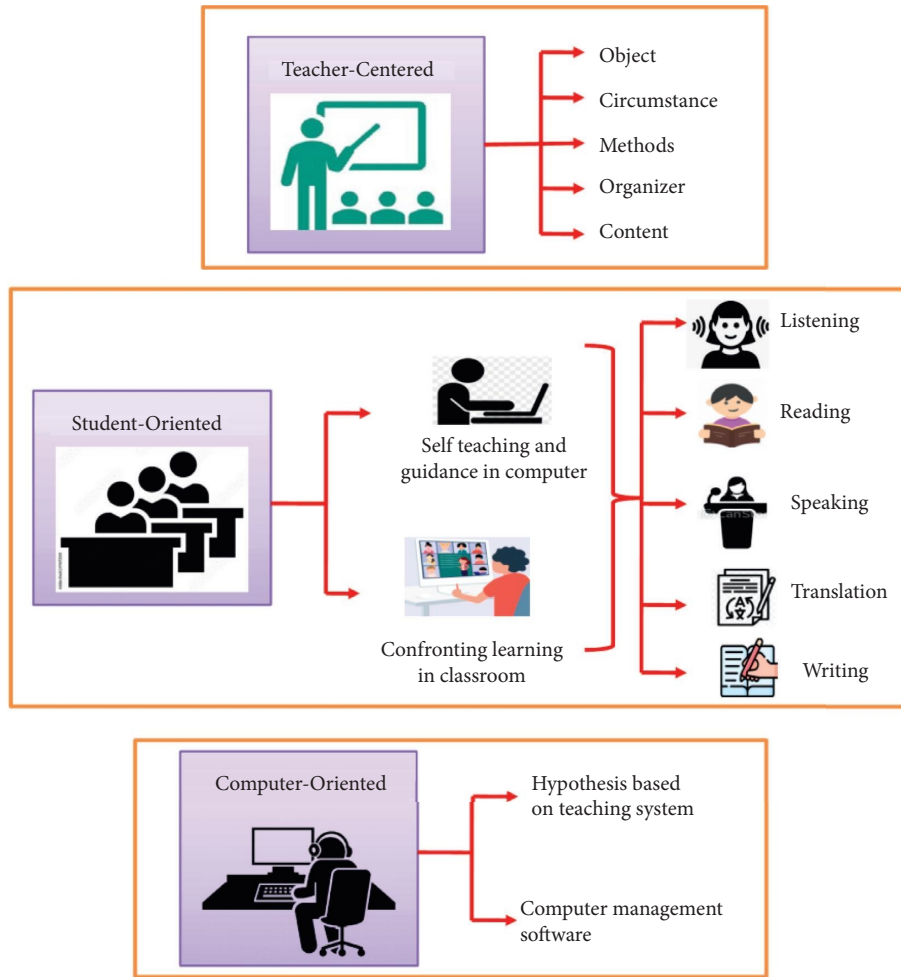 Teacher-Centered
Object
Circumstance
Methods
Organizer
Content
Student-Oriented
Self teaching and
guidance in computer
Confronting learning
in classroom
Listening
Reading
Speaking
Translation
Writing
Computer-Oriented
Hypothesis based
on teaching system
Computer management
software